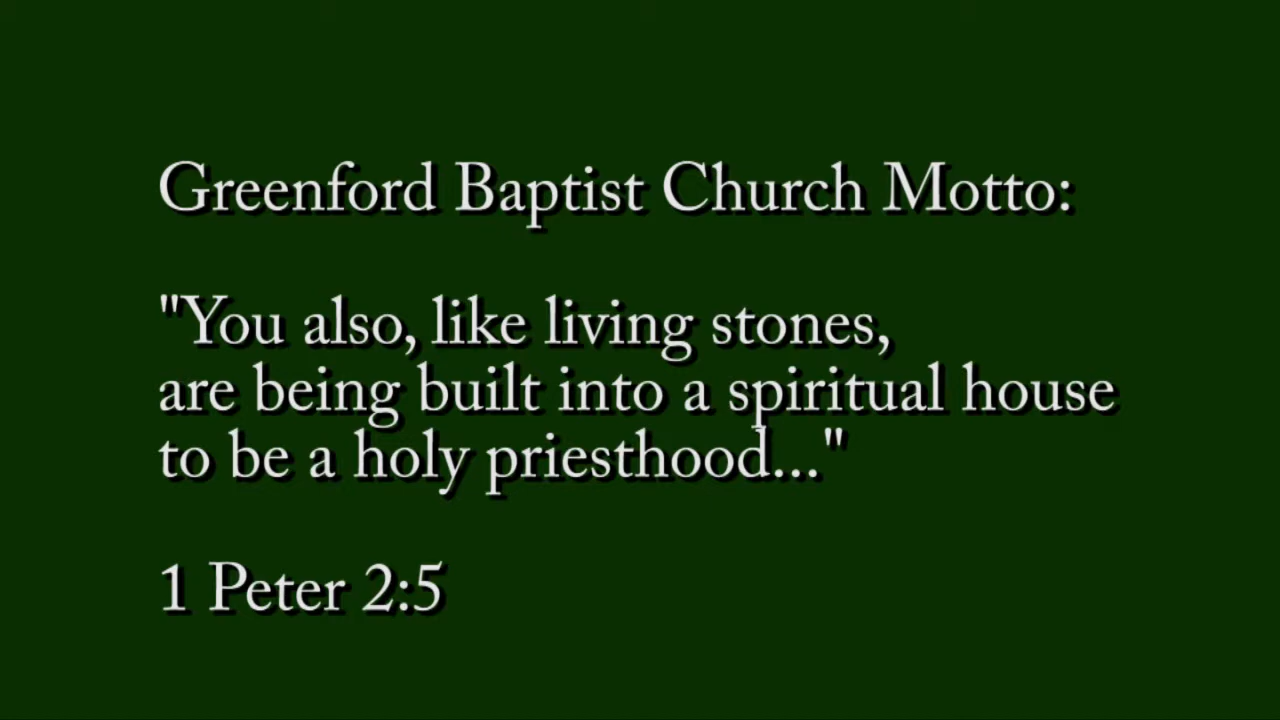 Greenford Baptist Church Motto:
"You also, like living stones,
are being built into a spiritual house
to be a holy priesthood..."
1 Peter 2:5